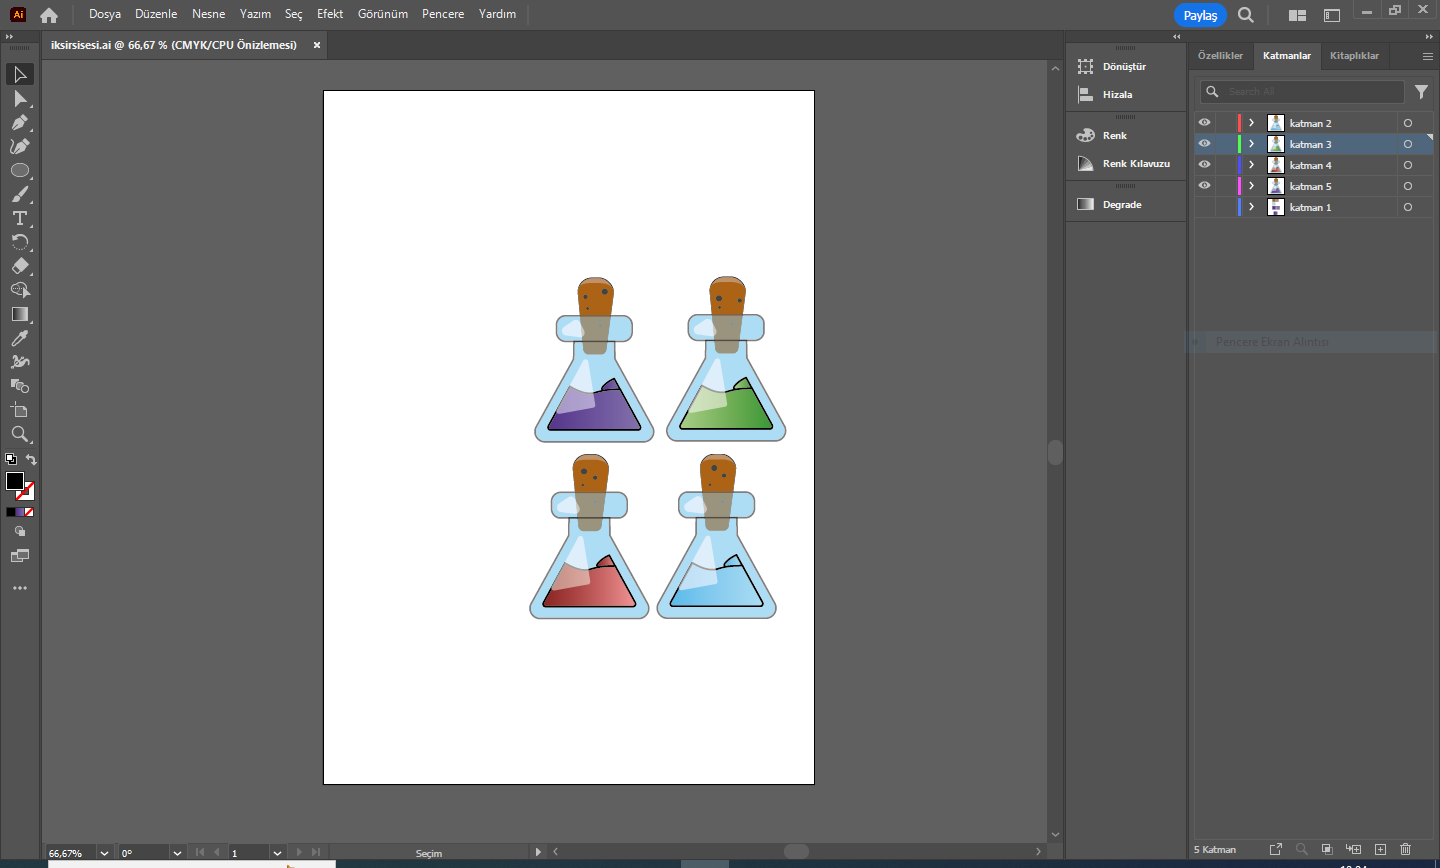 Ai Dosya Düzenle Nesne Yazım Seç Efekt Görünüm Pencere Yardım Paylaş
iksirsisesi.ai @ 66,67 % (CMYK/CPU Önizlemesi) ×
Dönüştür
Hizala
Renk
Renk Kılavuzu
Degrade
Özellikler Katmanlar Kitaplıklar
Search All
katman 2
katman 3
katman 4
katman 5
katman 1
Pencere Ekran Alıntısı
66,67% 0° 1 Seçim
5 Katman